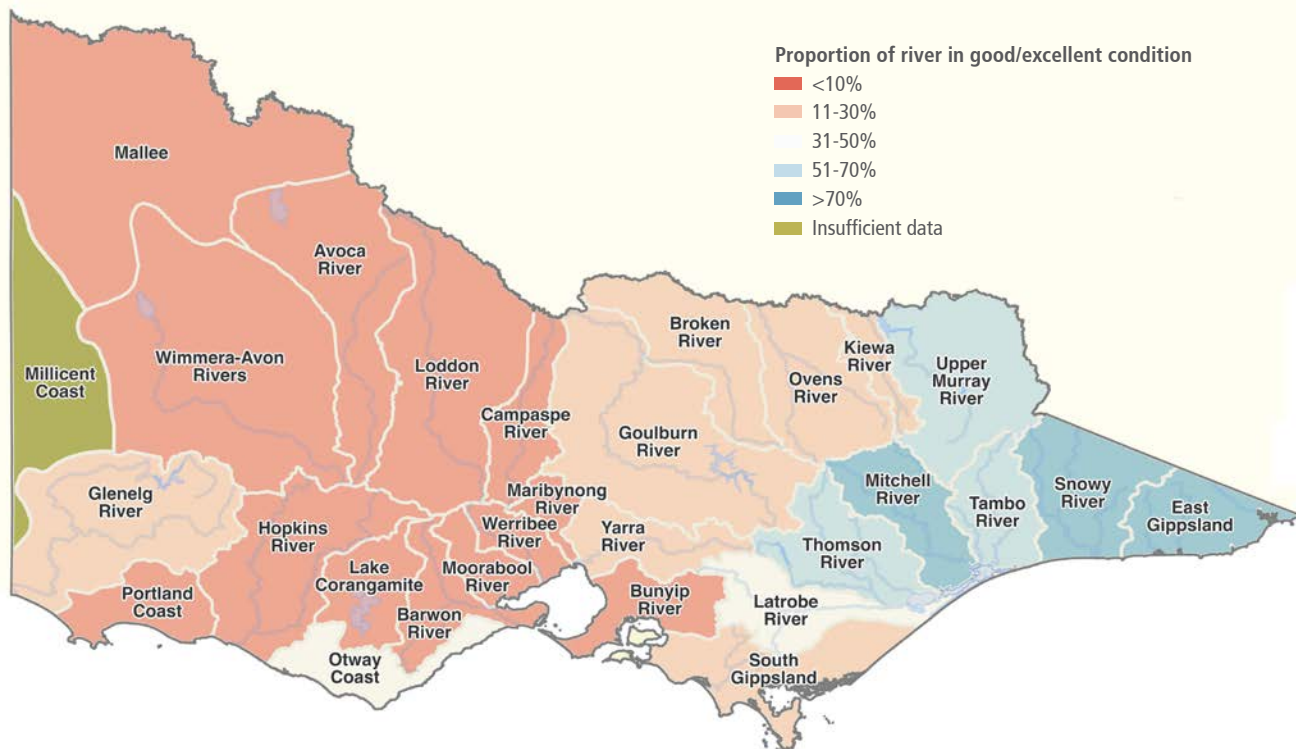 Proportion of river in good/excellent condition
<10%
11-30%
31-50%
51-70%
>70%
Insufficient data
Mallee
Avoca
River
Millicent
Coast
Wimmera-Avon
Rivers
Loddon
River
Campaspe
River
Broken
River
Kiewa
River
Ovens
River
Upper
Murray
River
Goulburn
River
Glenelg
River
Hopkins
River
Maribynong
River
Werribee
River
Yarra
River
Mitchell
River
Tambo
River
Snowy
River
East
Gippsland
Thomson
River
Portland
Coast
Lake
Corangamite
Moorabool
River
Barwon
River
Bunyip
River
Latrobe
River
Otway
Coast
South
Gippsland